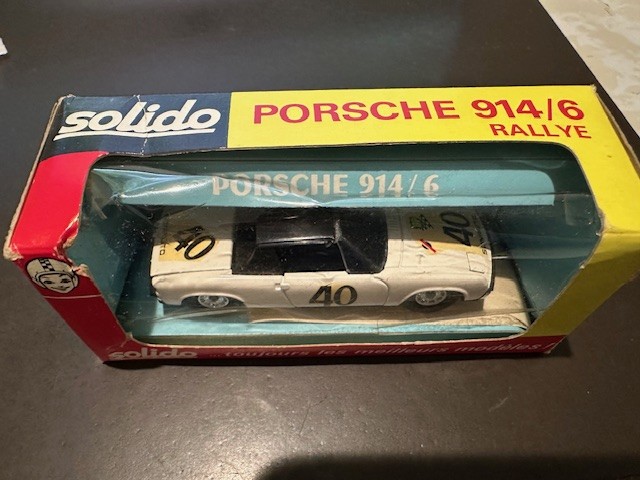 solido
PORSCHE 914/6
RALLYE
PORSCHE 914/6
40
40
40
solido
toujours les meilleurs modèles!